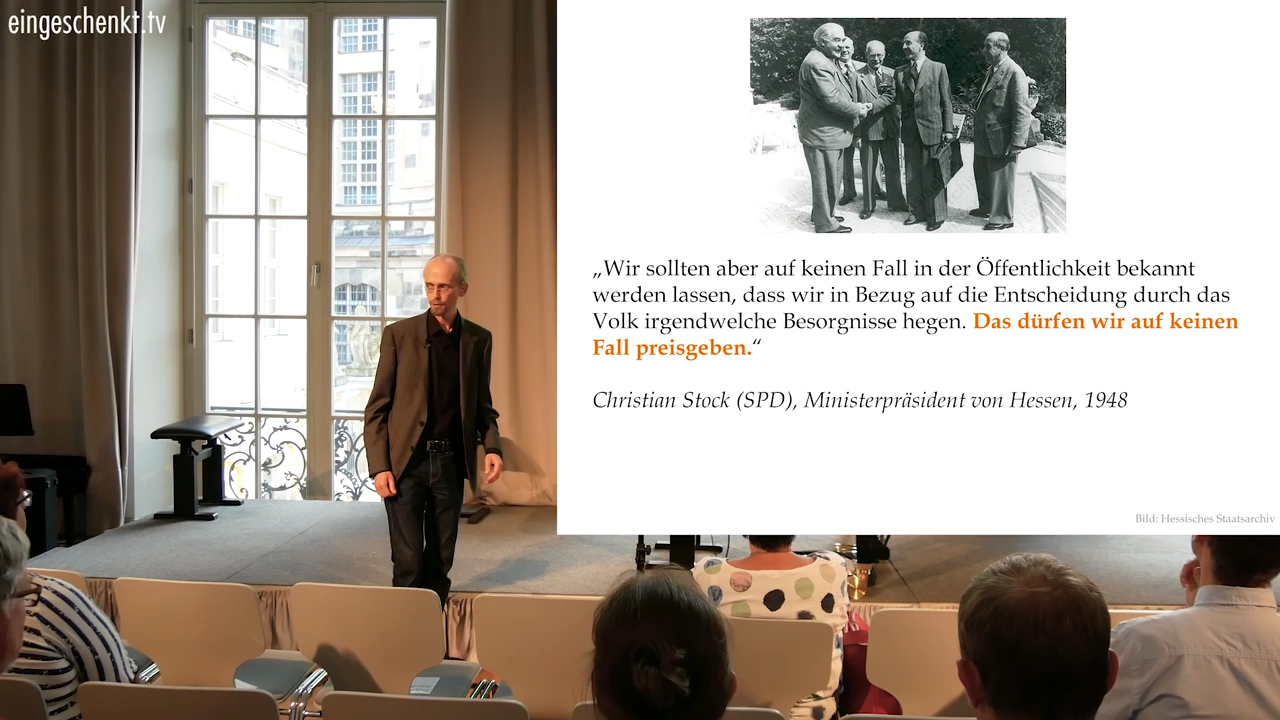 eingeschenkt.tv
„Wir sollten aber auf keinen Fall in der Öffentlichkeit bekannt
werden lassen, dass wir in Bezug auf die Entscheidung durch das
Volk irgendwelche Besorgnisse hegen. Das dürfen wir auf keinen
Fall preisgeben.“
Christian Stock (SPD), Ministerpräsident von Hessen, 1948
Bild: Hessisches Staatsarchiv